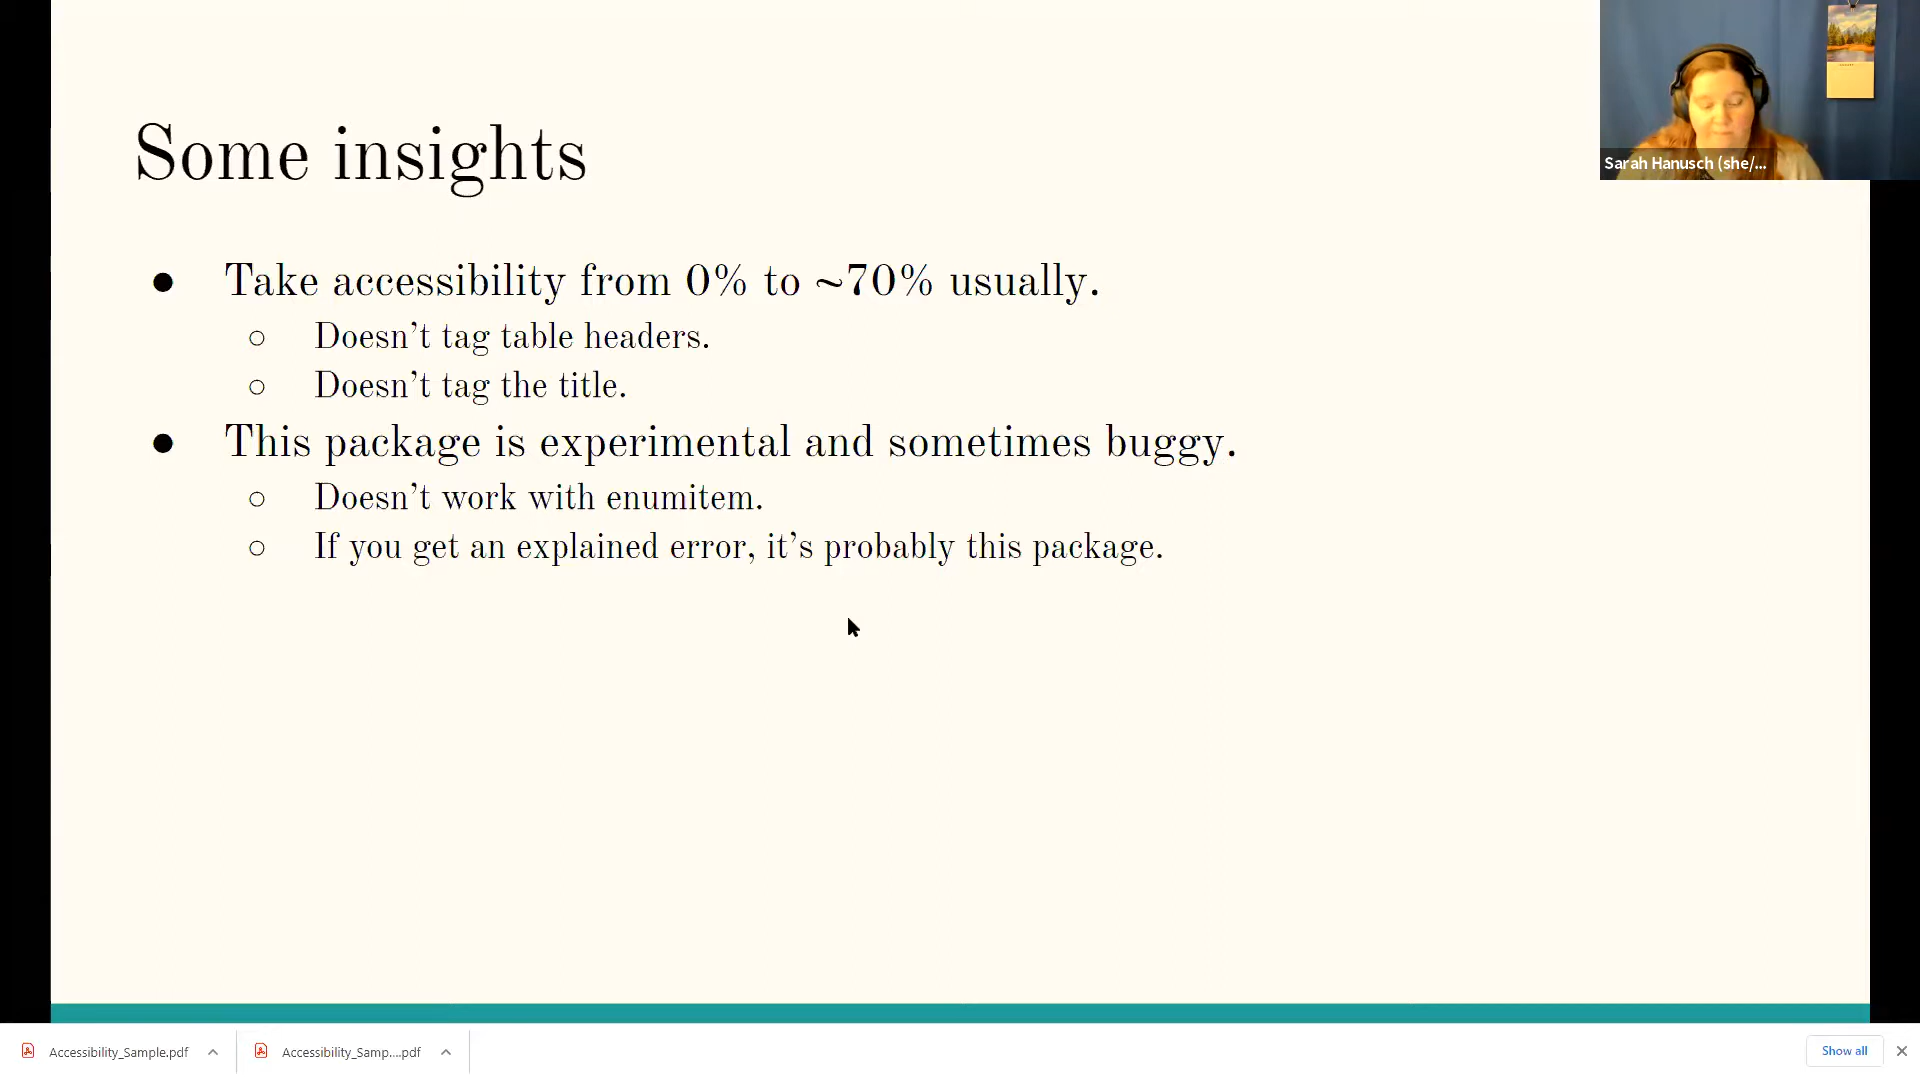 Some insights
● Take accessibility from 0% to ~70% usually.
○ Doesn't tag table headers.
○ Doesn't tag the title.
● This package is experimental and sometimes buggy.
○ Doesn't work with enumitem.
○ If you get an explained error, it's probably this package.
Sarah Hanusch (she/...
Accessibility_Sample.pdf
Accessibility_Samp....pdf
Show all